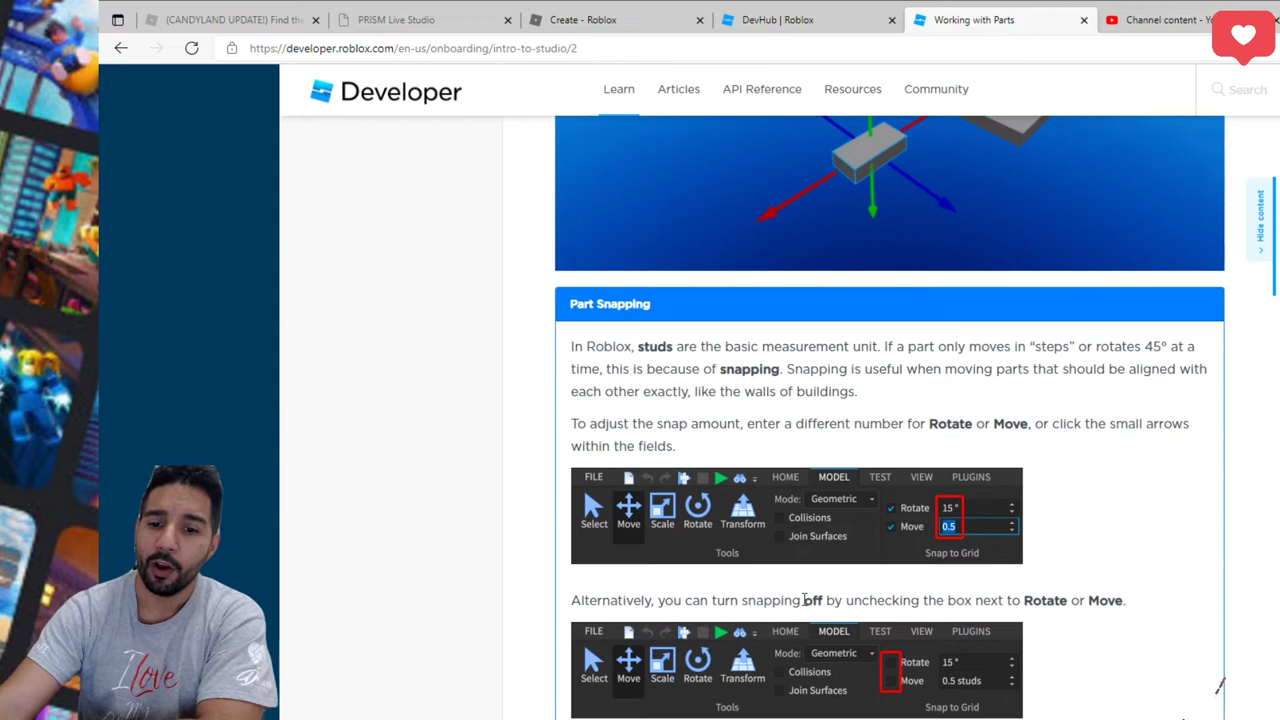 (CANDYLAND UPDATE!) Find the
PRISM Live Studio
Create - Roblox
DevHub | Roblox
Working with Parts
Channel content - Y
https://developer.roblox.com/en-us/onboarding/intro-to-studio/2
Developer
Learn
Articles
API Reference
Resources
Community
Search
Hide content
Part Snapping
In Roblox, studs are the basic measurement unit. If a part only moves in “steps” or rotates 45° at a
time, this is because of snapping. Snapping is useful when moving parts that should be aligned with
each other exactly, like the walls of buildings.
To adjust the snap amount, enter a different number for Rotate or Move, or click the small arrows
within the fields.
FILE HOME MODEL TEST VIEW PLUGINS
Mode: Geometric
Rotate 15 °
Collisions
Move 0.5
Select Move Scale Rotate Transform
Join Surfaces
Tools
Snap to Grid
Alternatively, you can turn snapping off by unchecking the box next to Rotate or Move.
FILE HOME MODEL TEST VIEW PLUGINS
Mode: Geometric
Rotate 15 °
Collisions
Move 0.5 studs
Select Move Scale Rotate Transform
Join Surfaces
Tools
Snap to Grid
I Love